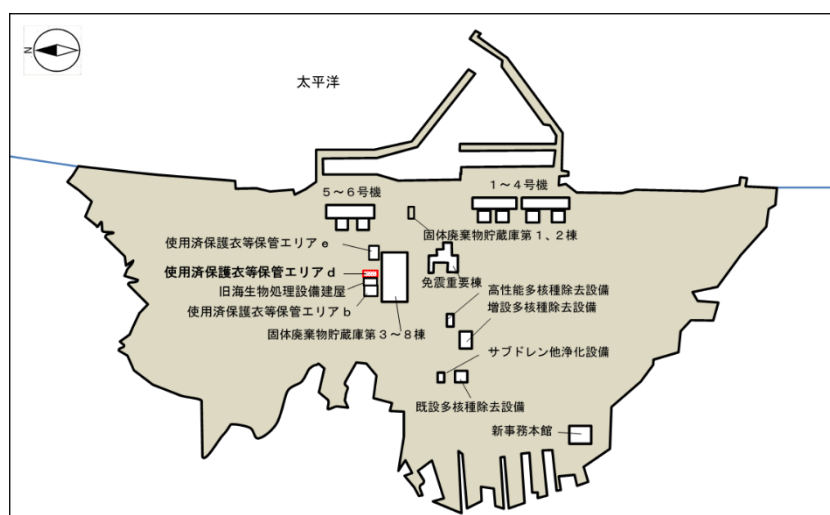 N
太平洋
５～６号機
１～４号機
固体廃棄物貯蔵庫第１、２棟
使用済保護衣等保管エリアｅ
使用済保護衣等保管エリアｄ
免震重要棟
旧海生物処理設備建屋
高性能多核種除去設備
使用済保護衣等保管エリアｂ
増設多核種除去設備
固体廃棄物貯蔵庫第３～８棟
サブドレン他浄化設備
既設多核種除去設備
新事務本館